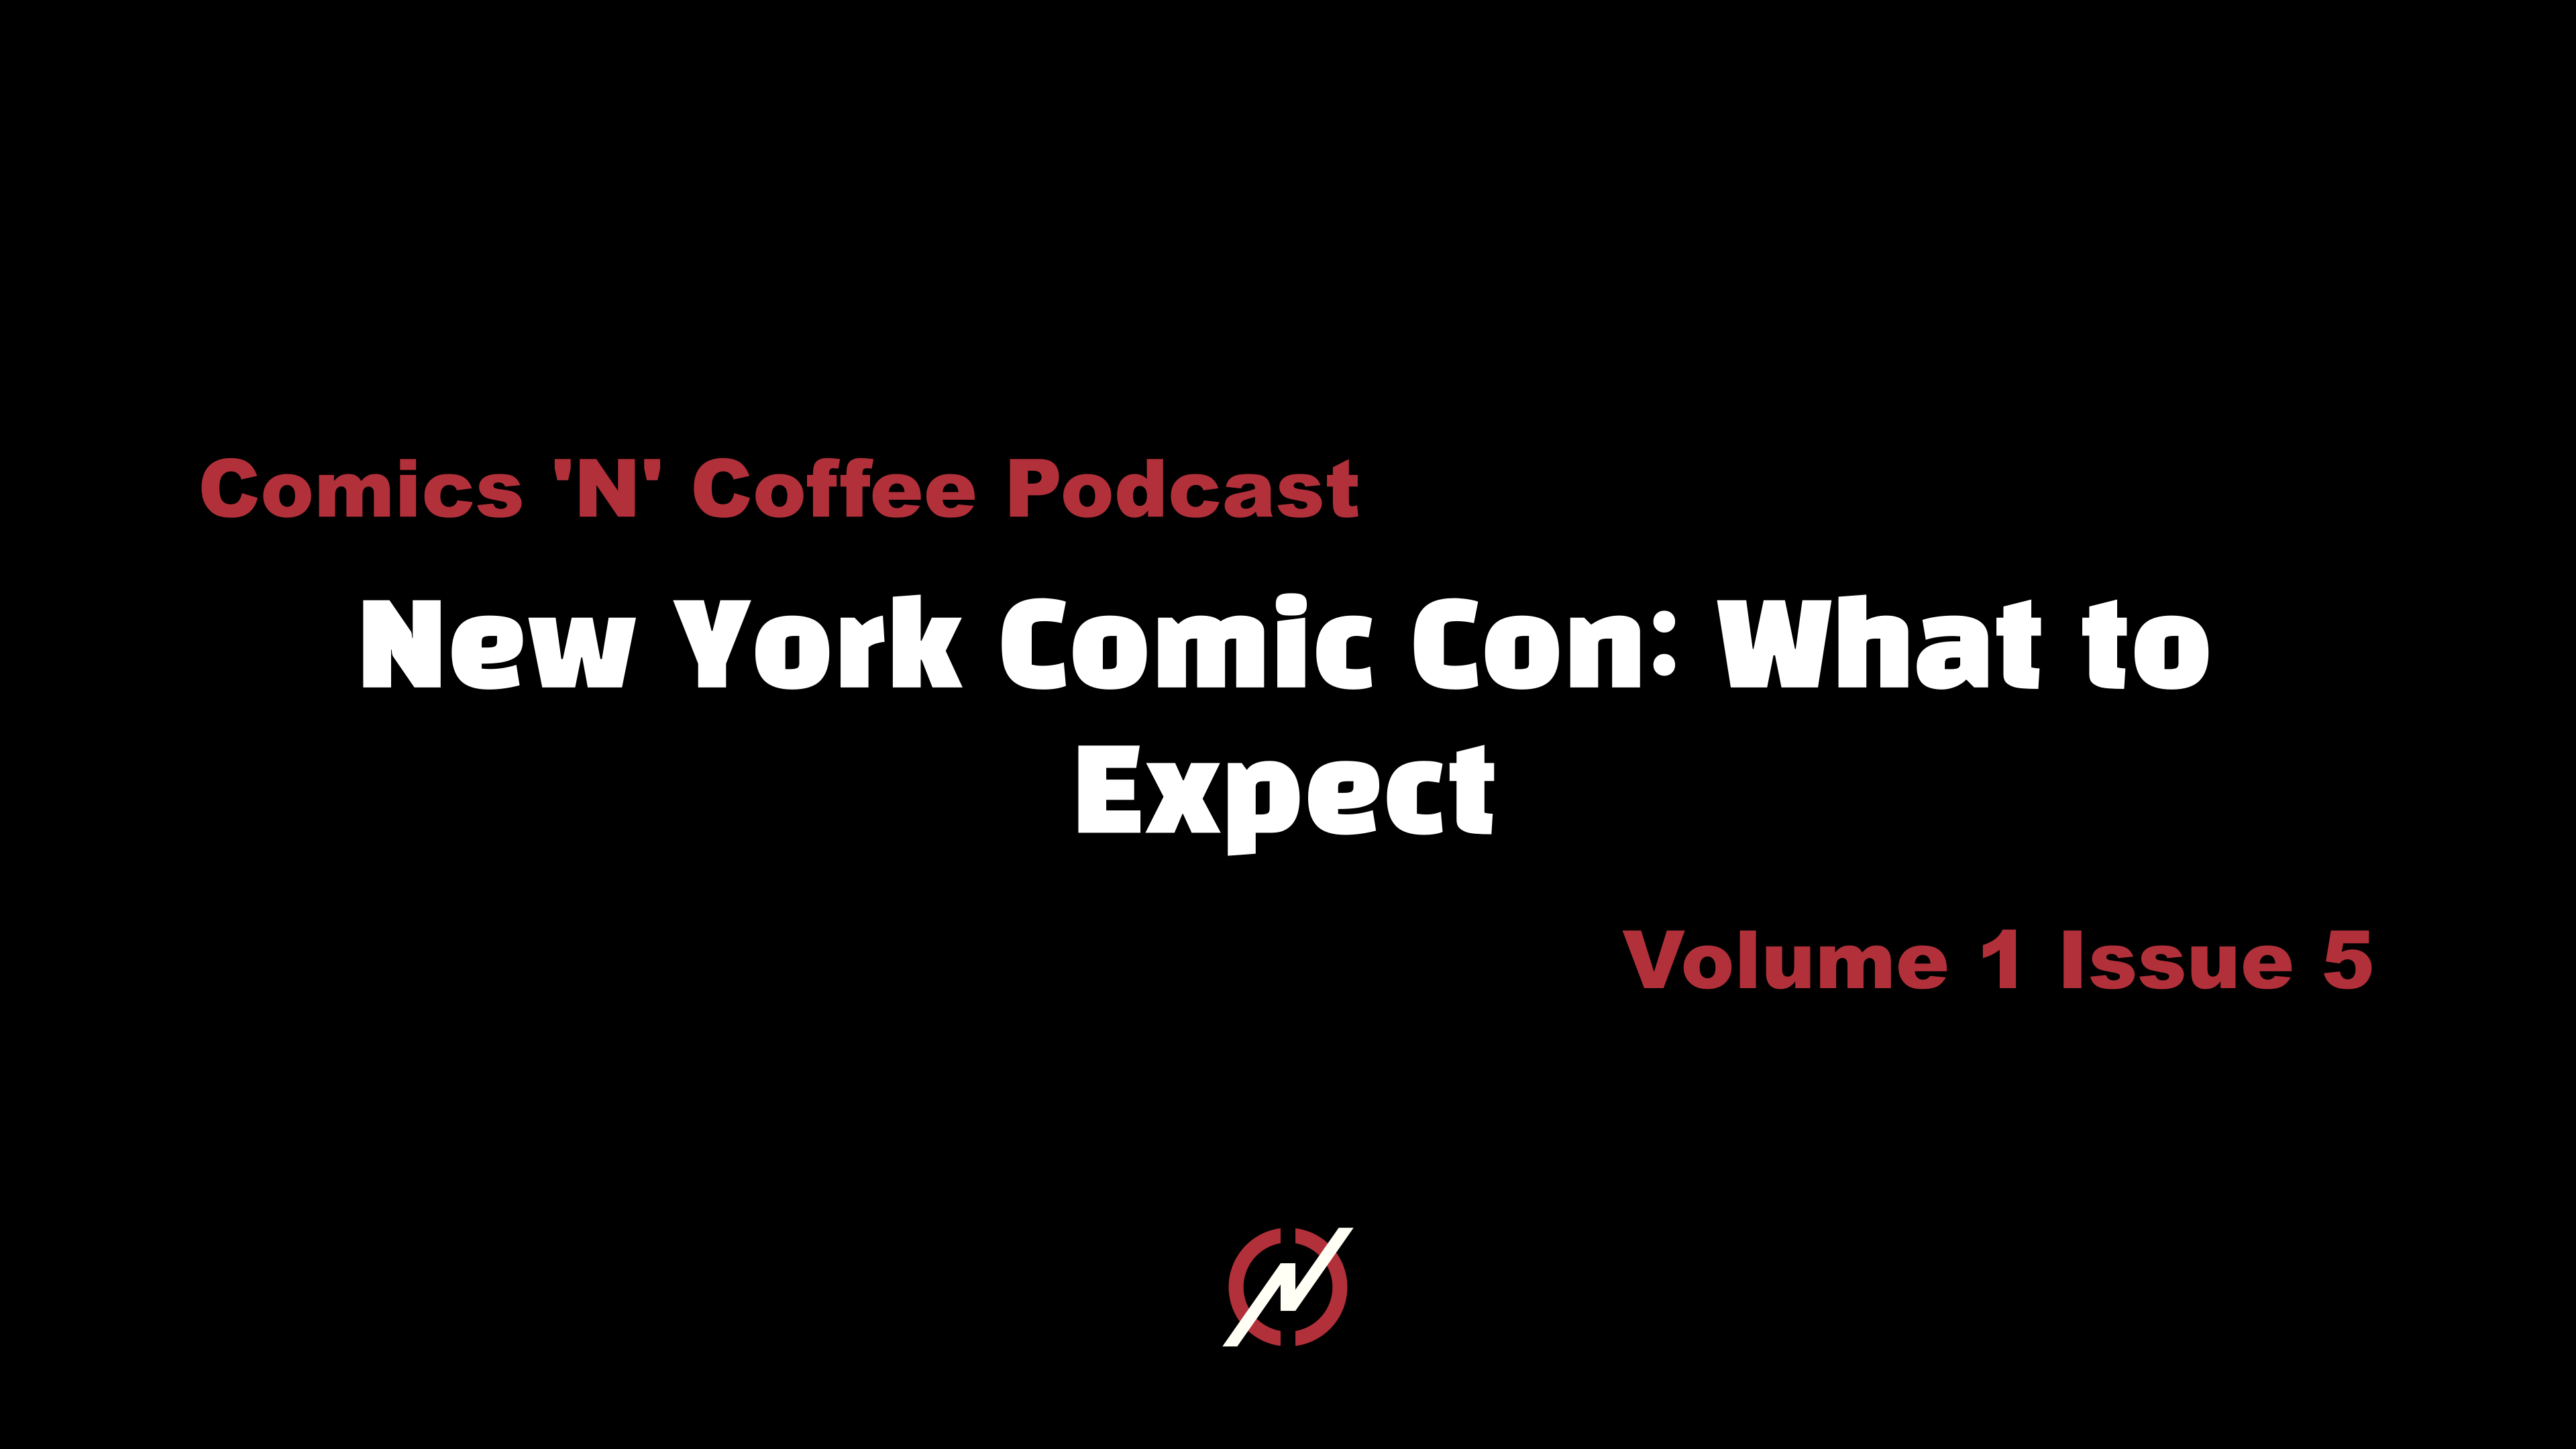 Comics 'N' Coffee Podcast
New York Comic Con: What to
Expect
Volume 1 Issue 5
N